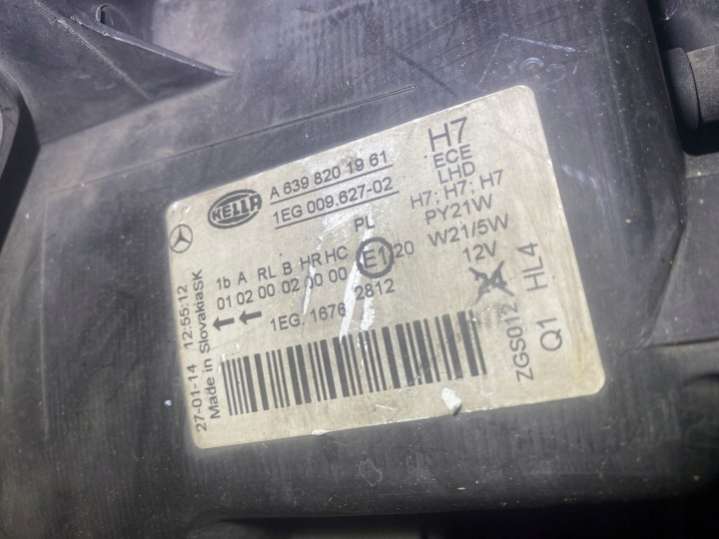 HELLA
A 639 820 19 61
1EG 009.627-02
H7
ECE
LHD
H7; H7; H7
PY21W
W21/5W
12V
PL
1b A RL B HR HC
01 02 00 02 00 00
E1
20
1EG. 1676 2812
27-01-14 12:55:12
Made in SlovakiaSK
ZGS012
Q1 HL4